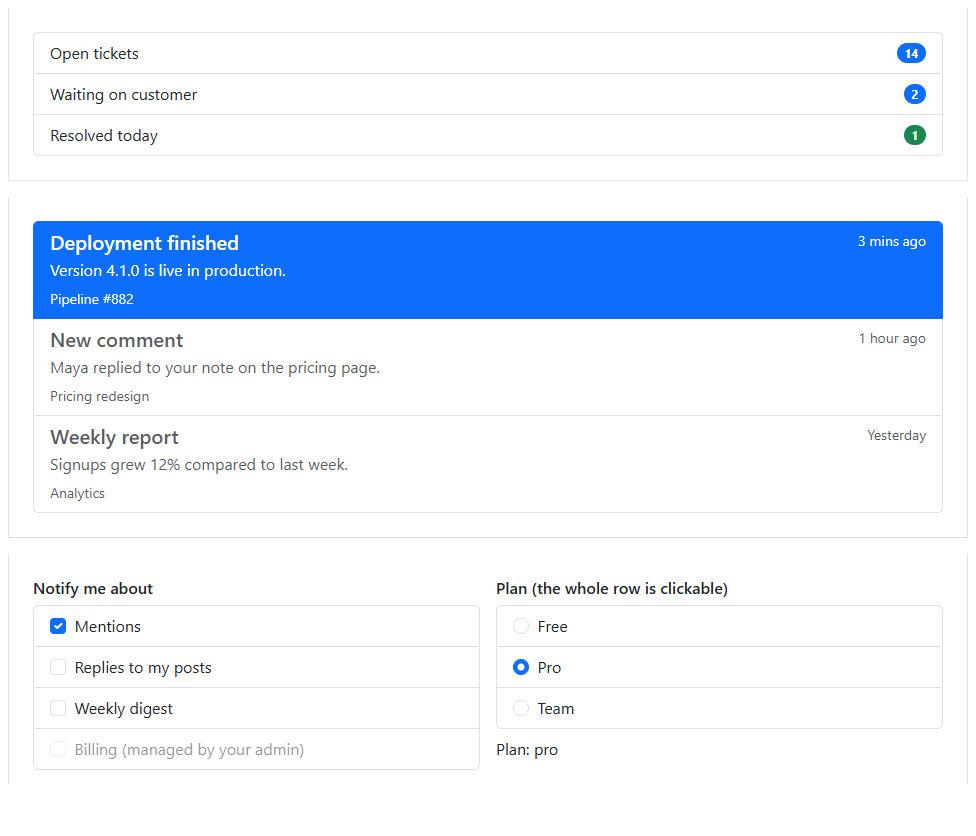 Open tickets 14
Waiting on customer 2
Resolved today 1
Deployment finished 3 mins ago
Version 4.1.0 is live in production.
Pipeline #882
New comment 1 hour ago
Maya replied to your note on the pricing page.
Pricing redesign
Weekly report Yesterday
Signups grew 12% compared to last week.
Analytics
Notify me about
Mentions
Replies to my posts
Weekly digest
Billing (managed by your admin)
Plan (the whole row is clickable)
Free
Pro
Team
Plan: pro